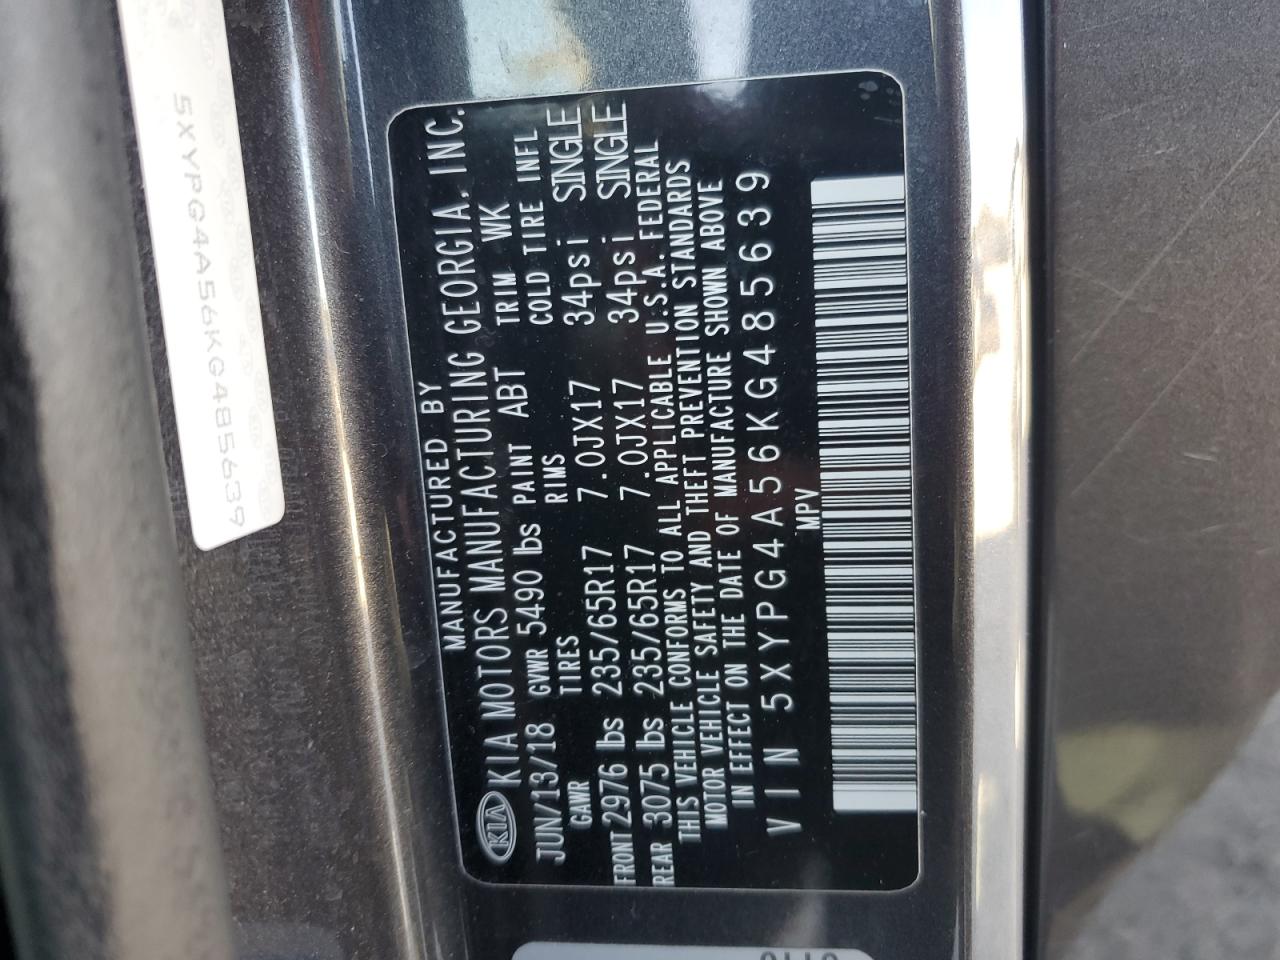 5XYPG4A56KG485639
MANUFACTURED BY
KIA KIA MOTORS MANUFACTURING GEORGIA, INC.
JUN/13/18 GVWR 5490 lbs PAINT ABT TRIM WK
GAWR TIRES RIMS COLD TIRE INFL
FRONT 2976 lbs 235/65R17 7.0JX17 34psi SINGLE
REAR 3075 lbs 235/65R17 7.0JX17 34psi SINGLE
THIS VEHICLE CONFORMS TO ALL APPLICABLE U.S.A. FEDERAL
MOTOR VEHICLE SAFETY AND THEFT PREVENTION STANDARDS
IN EFFECT ON THE DATE OF MANUFACTURE SHOWN ABOVE
VIN 5XYPG4A56KG485639
MPV